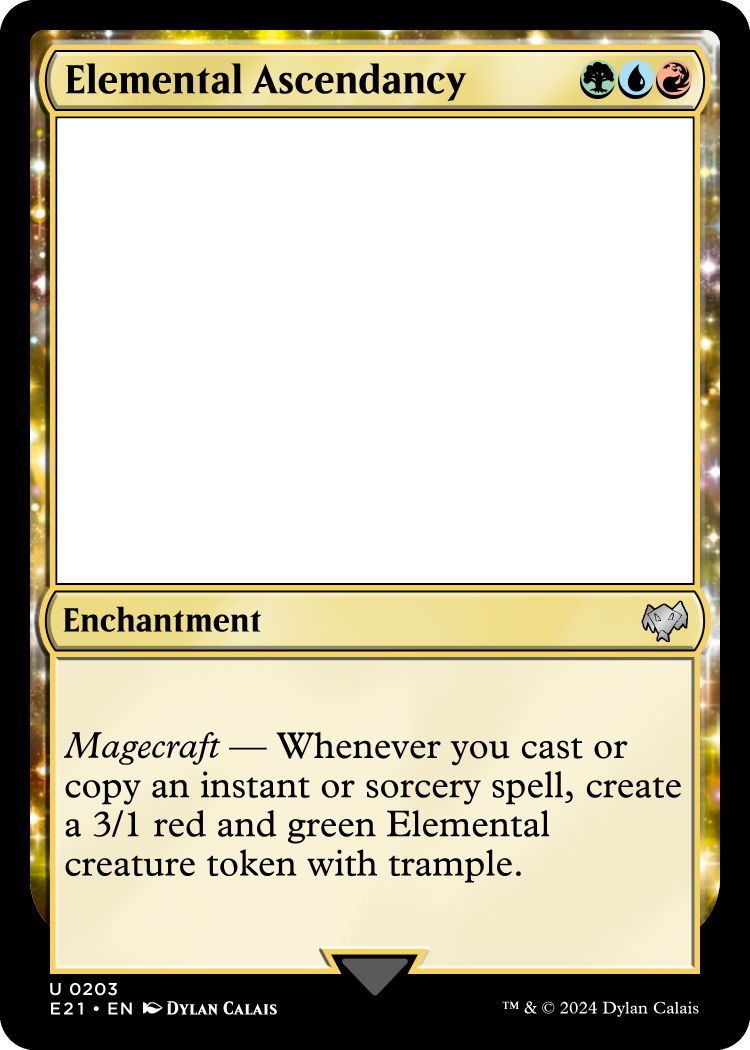 Elemental Ascendancy
Enchantment
Magecraft — Whenever you cast or
copy an instant or sorcery spell, create
a 3/1 red and green Elemental
creature token with trample.
U 0203
E21 • EN Dylan Calais
™ & © 2024 Dylan Calais